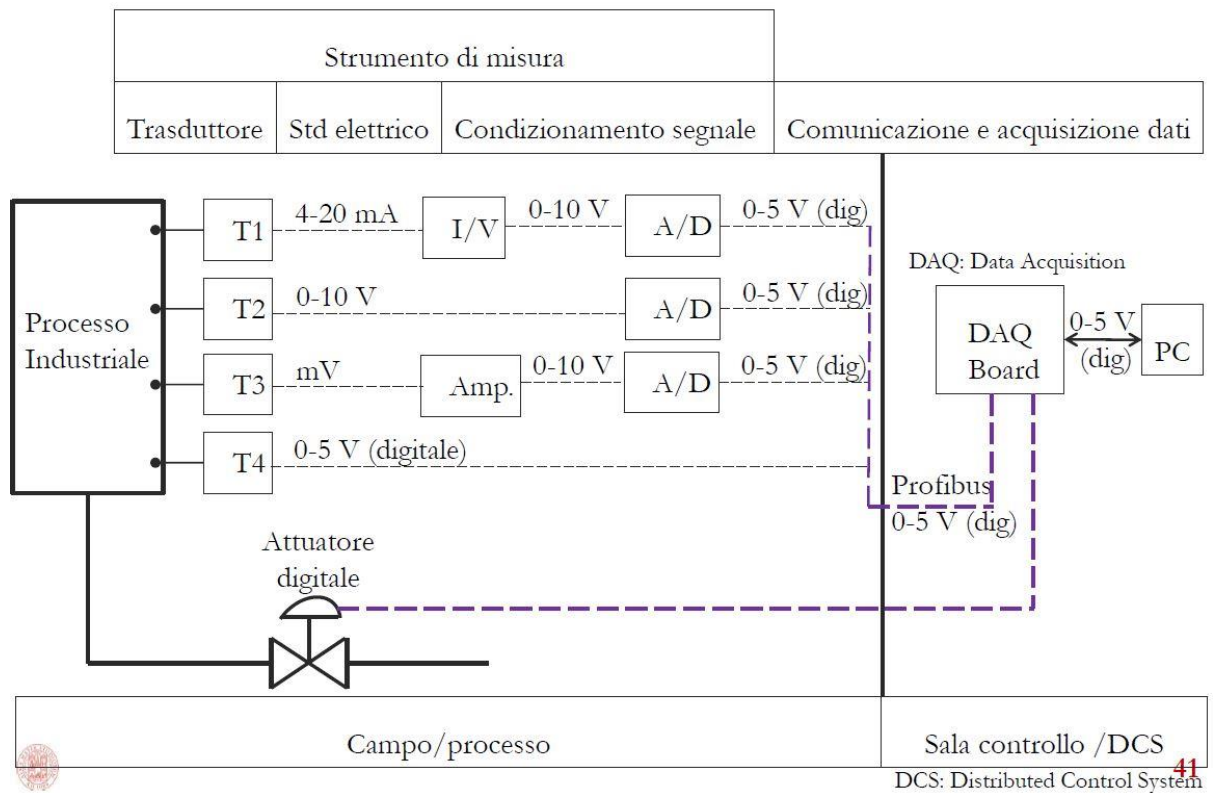 Strumento di misura
Trasduttore
Std elettrico
Condizionamento segnale
Comunicazione e acquisizione dati
Processo
Industriale
T1
4-20 mA
I/V
0-10 V
A/D
0-5 V (dig)
T2
0-10 V
A/D
0-5 V (dig)
T3
mV
Amp.
0-10 V
A/D
0-5 V (dig)
T4
0-5 V (digitale)
DAQ: Data Acquisition
DAQ
Board
0-5 V
(dig)
PC
Profibus
0-5 V (dig)
Attuatore
digitale
Campo/processo
Sala controllo /DCS
DCS: Distributed Control System
41